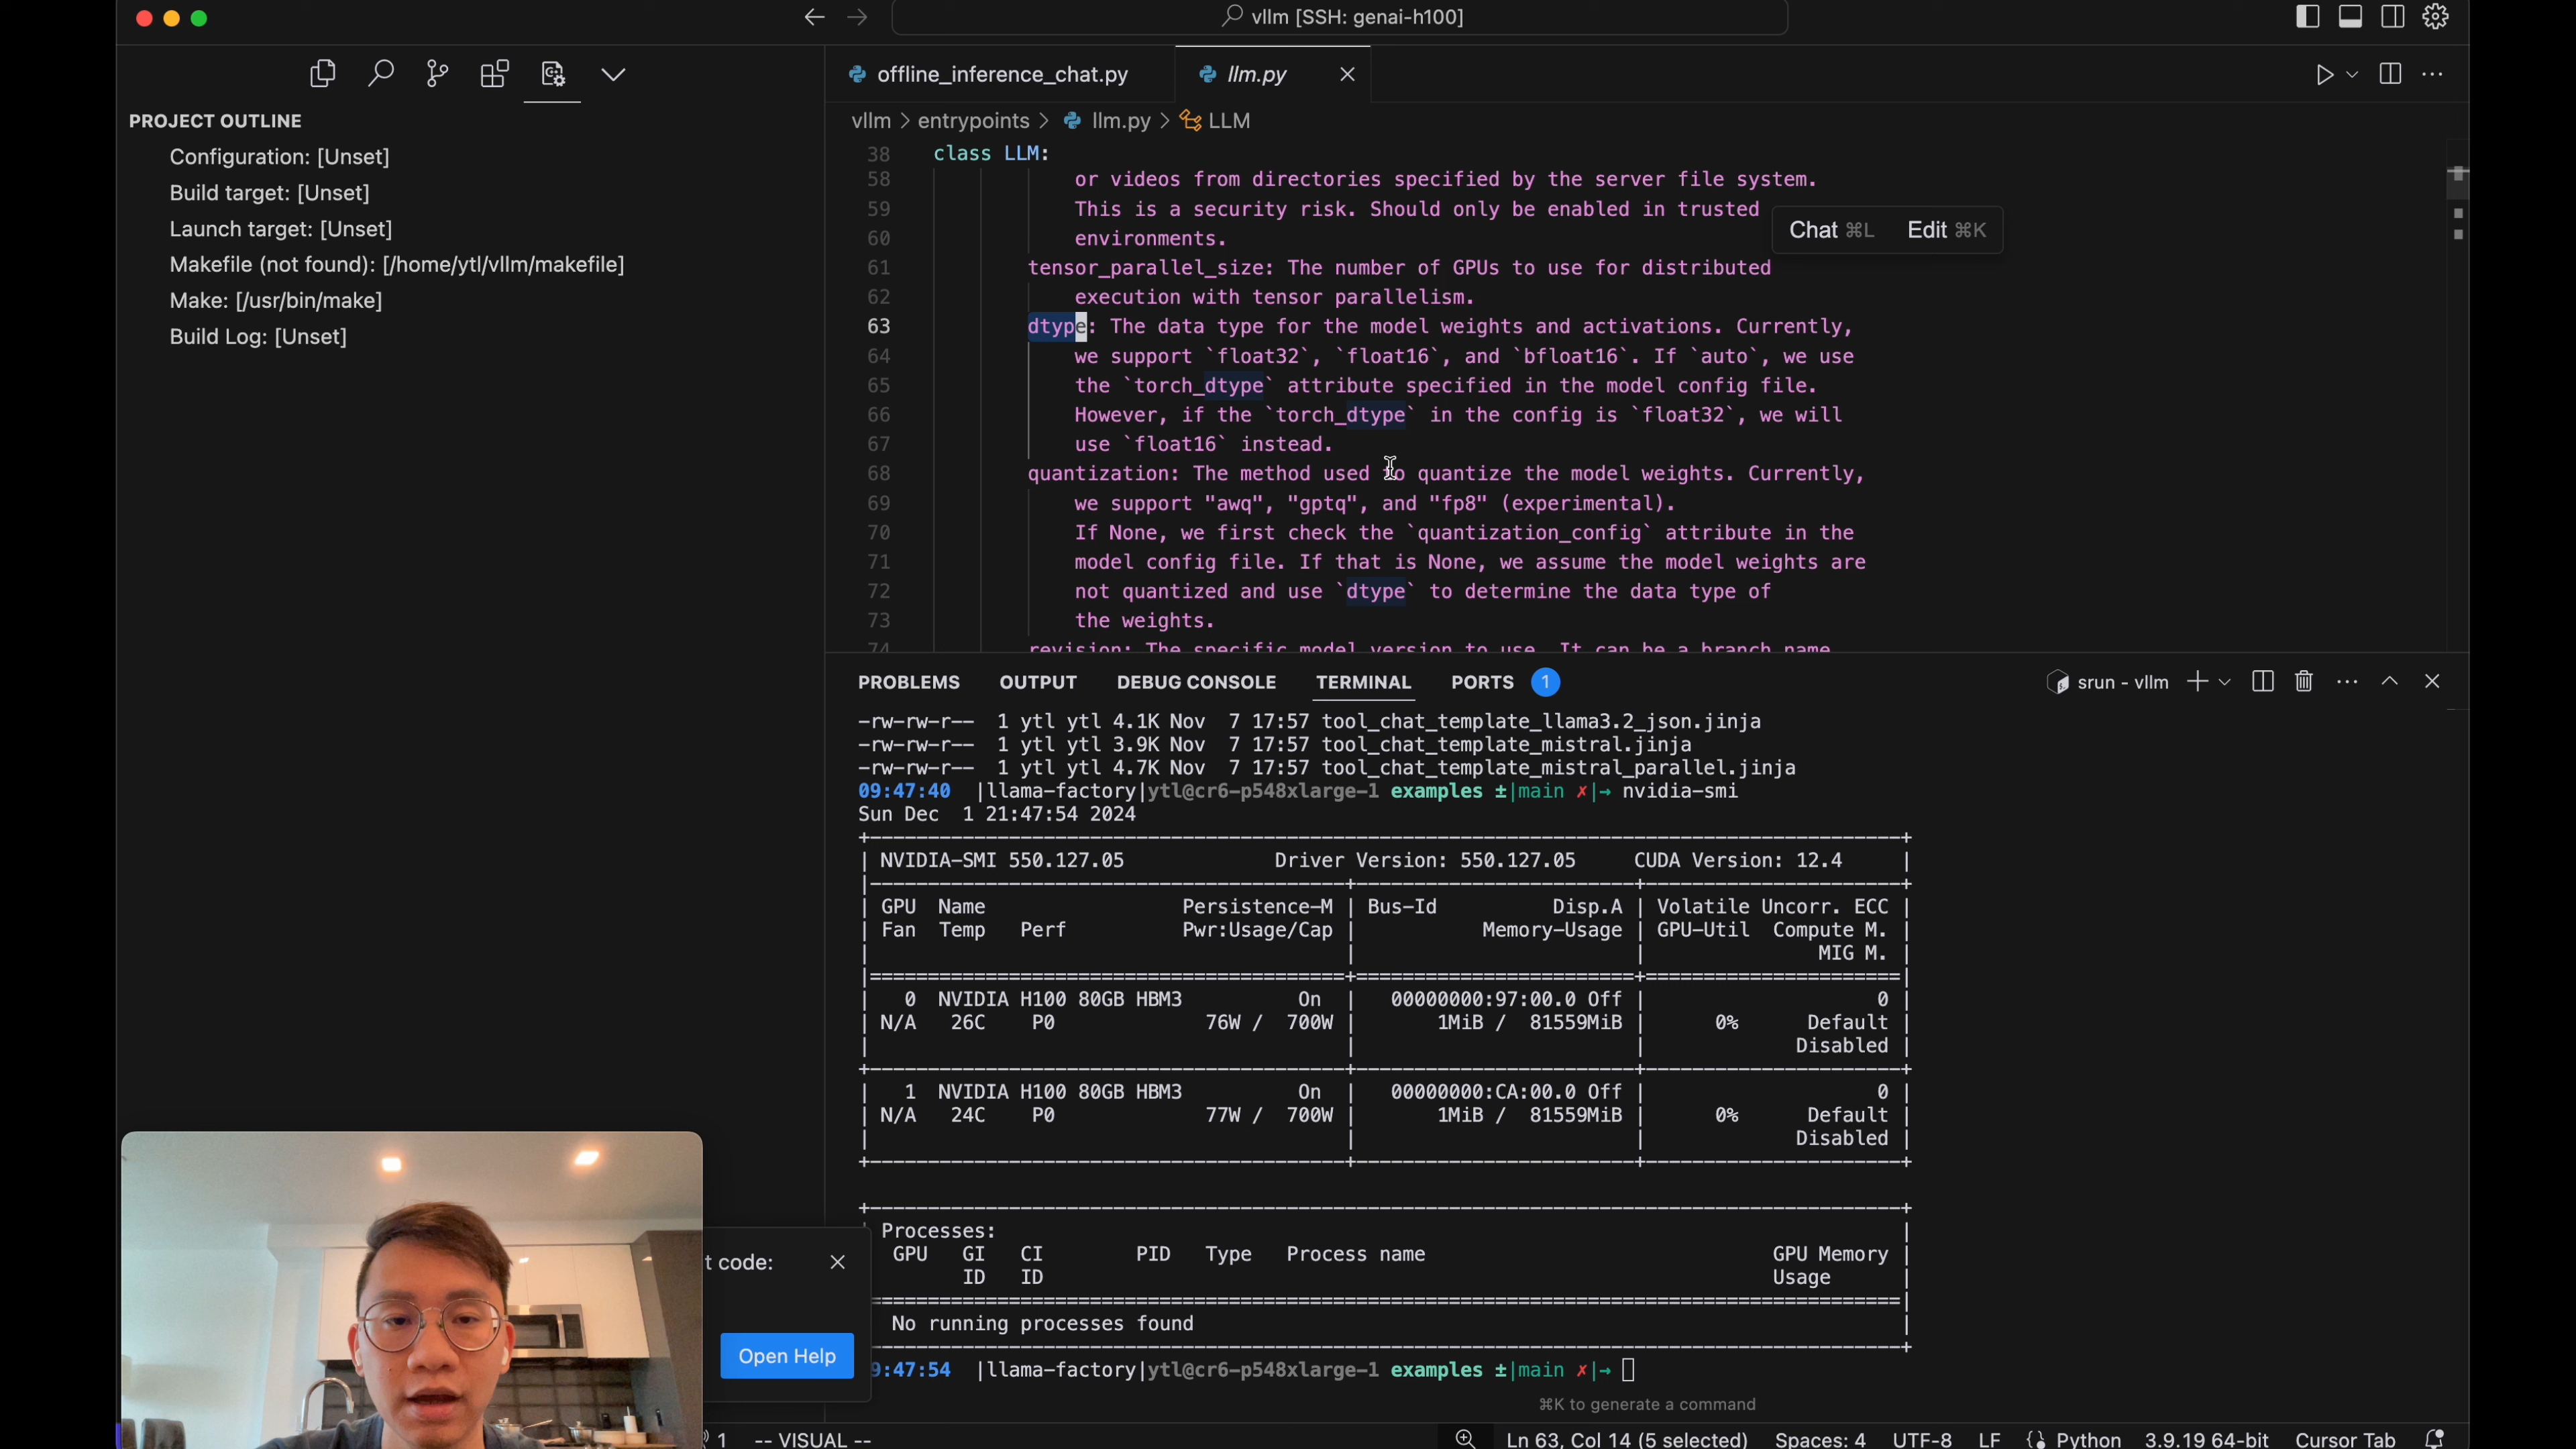 vllm [SSH: genai-h100]
offline_inference_chat.py
llm.py
PROJECT OUTLINE
Configuration: [Unset]
Build target: [Unset]
Launch target: [Unset]
Makefile (not found): [/home/ytl/vllm/makefile]
Make: [/usr/bin/make]
Build Log: [Unset]
vllm > entrypoints > llm.py > LLM
38 class LLM:
58 or videos from directories specified by the server file system.
59 This is a security risk. Should only be enabled in trusted
60 environments.
Chat ⌘L Edit ⌘K
61 tensor_parallel_size: The number of GPUs to use for distributed
62 execution with tensor parallelism.
63 dtype: The data type for the model weights and activations. Currently,
64 we support `float32`, `float16`, and `bfloat16`. If `auto`, we use
65 the `torch_dtype` attribute specified in the model config file.
66 However, if the `torch_dtype` in the config is `float32`, we will
67 use `float16` instead.
68 quantization: The method used to quantize the model weights. Currently,
69 we support "awq", "gptq", and "fp8" (experimental).
70 If None, we first check the `quantization_config` attribute in the
71 model config file. If that is None, we assume the model weights are
72 not quantized and use `dtype` to determine the data type of
73 the weights.
74 revision: The specific model version to use. It can be a branch name,
PROBLEMS OUTPUT DEBUG CONSOLE TERMINAL PORTS 1
srun - vllm
-rw-rw-r-- 1 ytl ytl 4.1K Nov 7 17:57 tool_chat_template_llama3.2_json.jinja
-rw-rw-r-- 1 ytl ytl 3.9K Nov 7 17:57 tool_chat_template_mistral.jinja
-rw-rw-r-- 1 ytl ytl 4.7K Nov 7 17:57 tool_chat_template_mistral_parallel.jinja
09:47:40 |llama-factory|ytl@cr6-p548xlarge-1 examples ±|main ✗|→ nvidia-smi
Sun Dec 1 21:47:54 2024
| NVIDIA-SMI 550.127.05 Driver Version: 550.127.05 CUDA Version: 12.4 |
| GPU Name Persistence-M | Bus-Id Disp.A | Volatile Uncorr. ECC |
| Fan Temp Perf Pwr:Usage/Cap | Memory-Usage | GPU-Util Compute M. |
| | | MIG M. |
| 0 NVIDIA H100 80GB HBM3 On | 00000000:97:00.0 Off | 0 |
| N/A 26C P0 76W / 700W | 1MiB / 81559MiB | 0% Default |
| | | Disabled |
| 1 NVIDIA H100 80GB HBM3 On | 00000000:CA:00.0 Off | 0 |
| N/A 24C P0 77W / 700W | 1MiB / 81559MiB | 0% Default |
| | | Disabled |
Processes: |
GPU GI CI PID Type Process name GPU Memory |
ID ID Usage |
No running processes found |
t code:
Open Help
9:47:54 |llama-factory|ytl@cr6-p548xlarge-1 examples ±|main ✗|→
⌘K to generate a command
1 -- VISUAL -- Ln 63, Col 14 (5 selected) Spaces: 4 UTF-8 LF Python 3.9.19 64-bit Cursor Tab